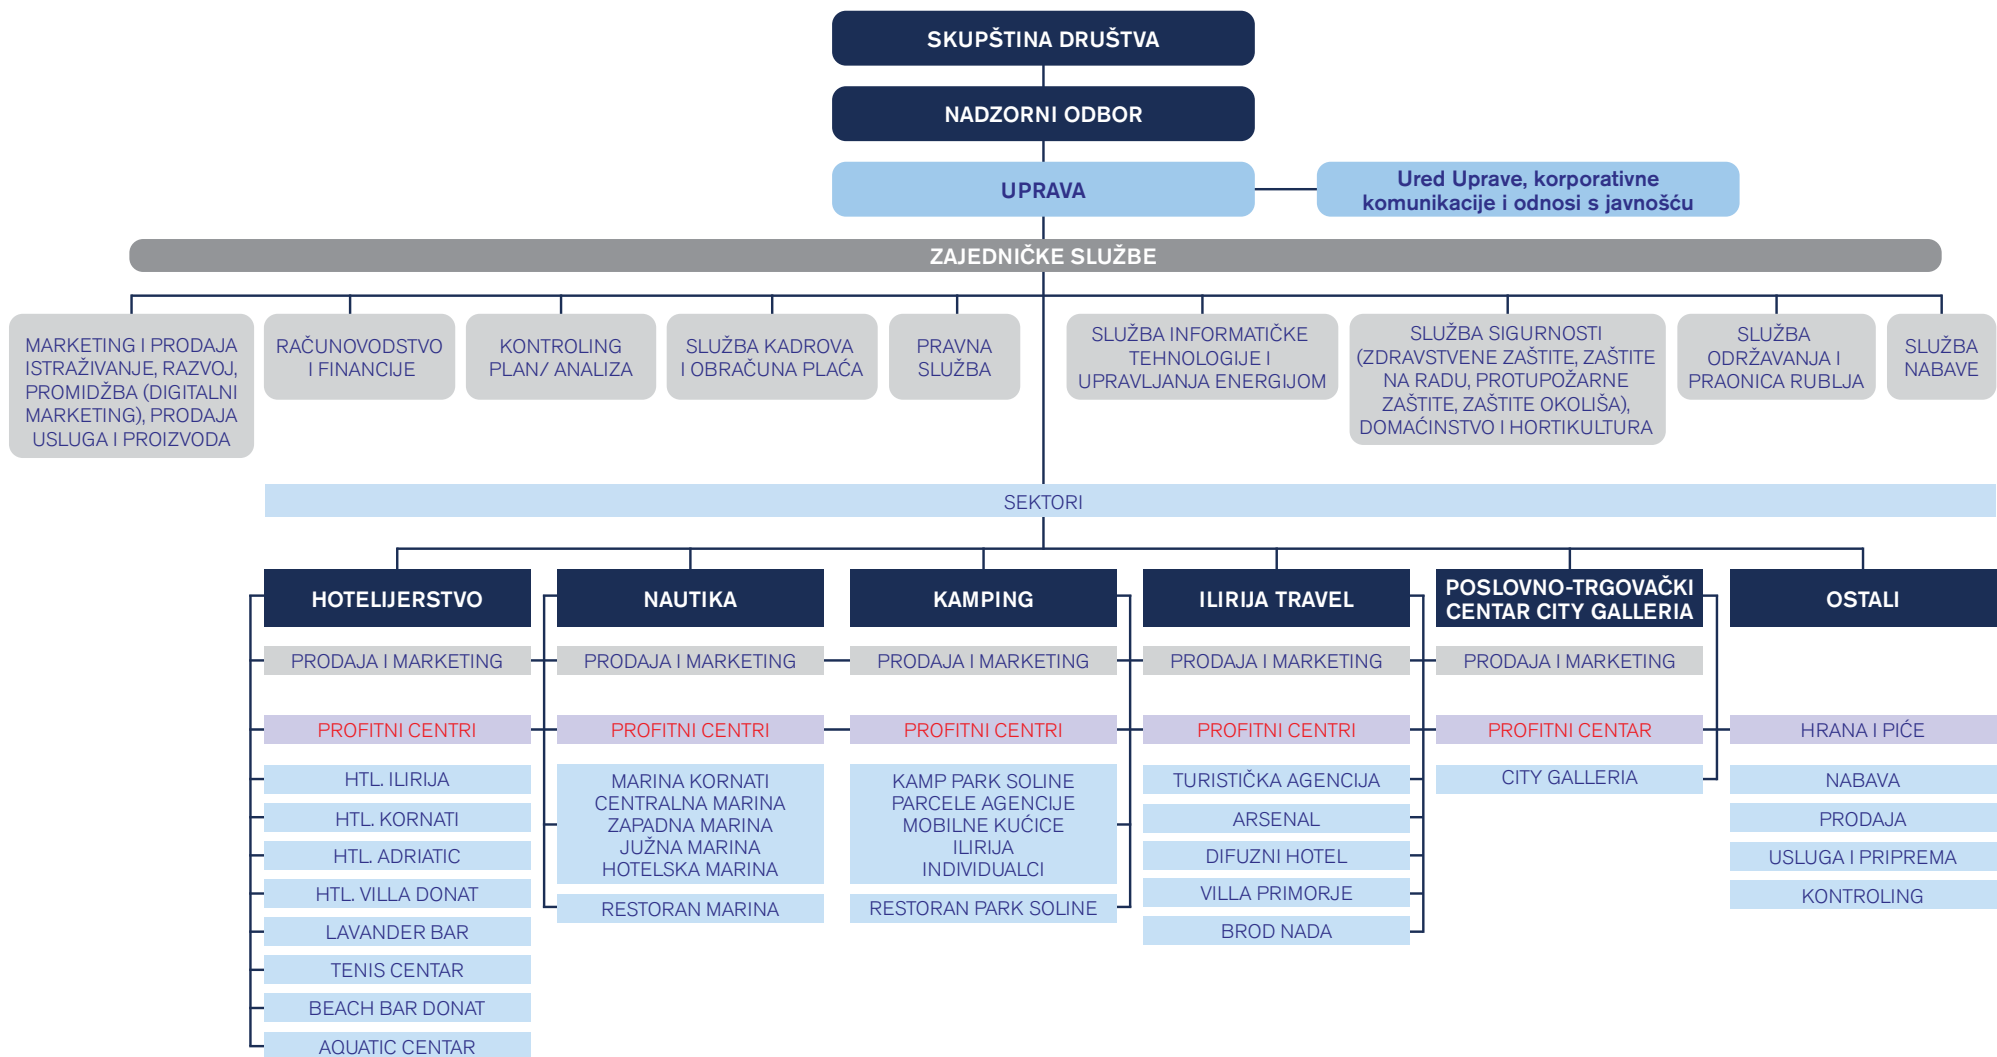 SKUPŠTINA DRUŠTVA
NADZORNI ODBOR
UPRAVA
Ured Uprave, korporativne
komunikacije i odnosi s javnošću
ZAJEDNIČKE SLUŽBE
MARKETING I PRODAJA
ISTRAŽIVANJE, RAZVOJ,
PROMIDŽBA (DIGITALNI
MARKETING), PRODAJA
USLUGA I PROIZVODA
RAČUNOVODSTVO
I FINANCIJE
KONTROLING
PLAN/ ANALIZA
SLUŽBA KADROVA
I OBRAČUNA PLAĆA
PRAVNA
SLUŽBA
SLUŽBA INFORMATIČKE
TEHNOLOGIJE I
UPRAVLJANJA ENERGIJOM
SLUŽBA SIGURNOSTI
(ZDRAVSTVENE ZAŠTITE, ZAŠTITE
NA RADU, PROTUPOŽARNE
ZAŠTITE, ZAŠTITE OKOLIŠA),
DOMAĆINSTVO I HORTIKULTURA
SLUŽBA
ODRŽAVANJA I
PRAONICA RUBLJA
SLUŽBA
NABAVE
SEKTORI
HOTELIJERSTVO
PRODAJA I MARKETING
PROFITNI CENTRI
HTL. ILIRIJA
HTL. KORNATI
HTL. ADRIATIC
HTL. VILLA DONAT
LAVANDER BAR
TENIS CENTAR
BEACH BAR DONAT
AQUATIC CENTAR
NAUTIKA
PRODAJA I MARKETING
PROFITNI CENTRI
MARINA KORNATI
CENTRALNA MARINA
ZAPADNA MARINA
JUŽNA MARINA
HOTELSKA MARINA
RESTORAN MARINA
KAMPING
PRODAJA I MARKETING
PROFITNI CENTRI
KAMP PARK SOLINE
PARCELE AGENCIJE
MOBILNE KUĆICE
ILIRIJA
INDIVIDUALCI
RESTORAN PARK SOLINE
ILIRIJA TRAVEL
PRODAJA I MARKETING
PROFITNI CENTRI
TURISTIČKA AGENCIJA
ARSENAL
DIFUZNI HOTEL
VILLA PRIMORJE
BROD NADA
POSLOVNO-TRGOVAČKI
CENTAR CITY GALLERIA
PRODAJA I MARKETING
PROFITNI CENTAR
CITY GALLERIA
OSTALI
HRANA I PIĆE
NABAVA
PRODAJA
USLUGA I PRIPREMA
KONTROLING